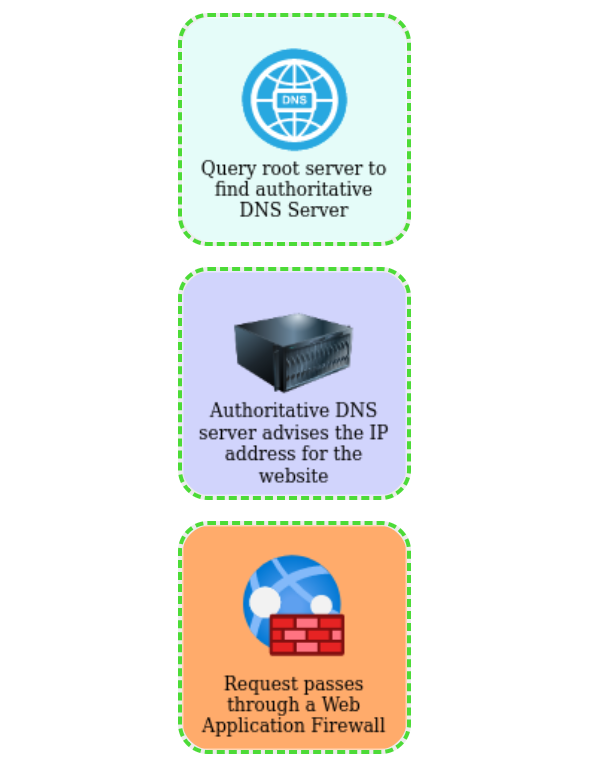 DNS
Query root server to
find authoritative
DNS Server
Authoritative DNS
server advises the IP
address for the
website
Request passes
through a Web
Application Firewall